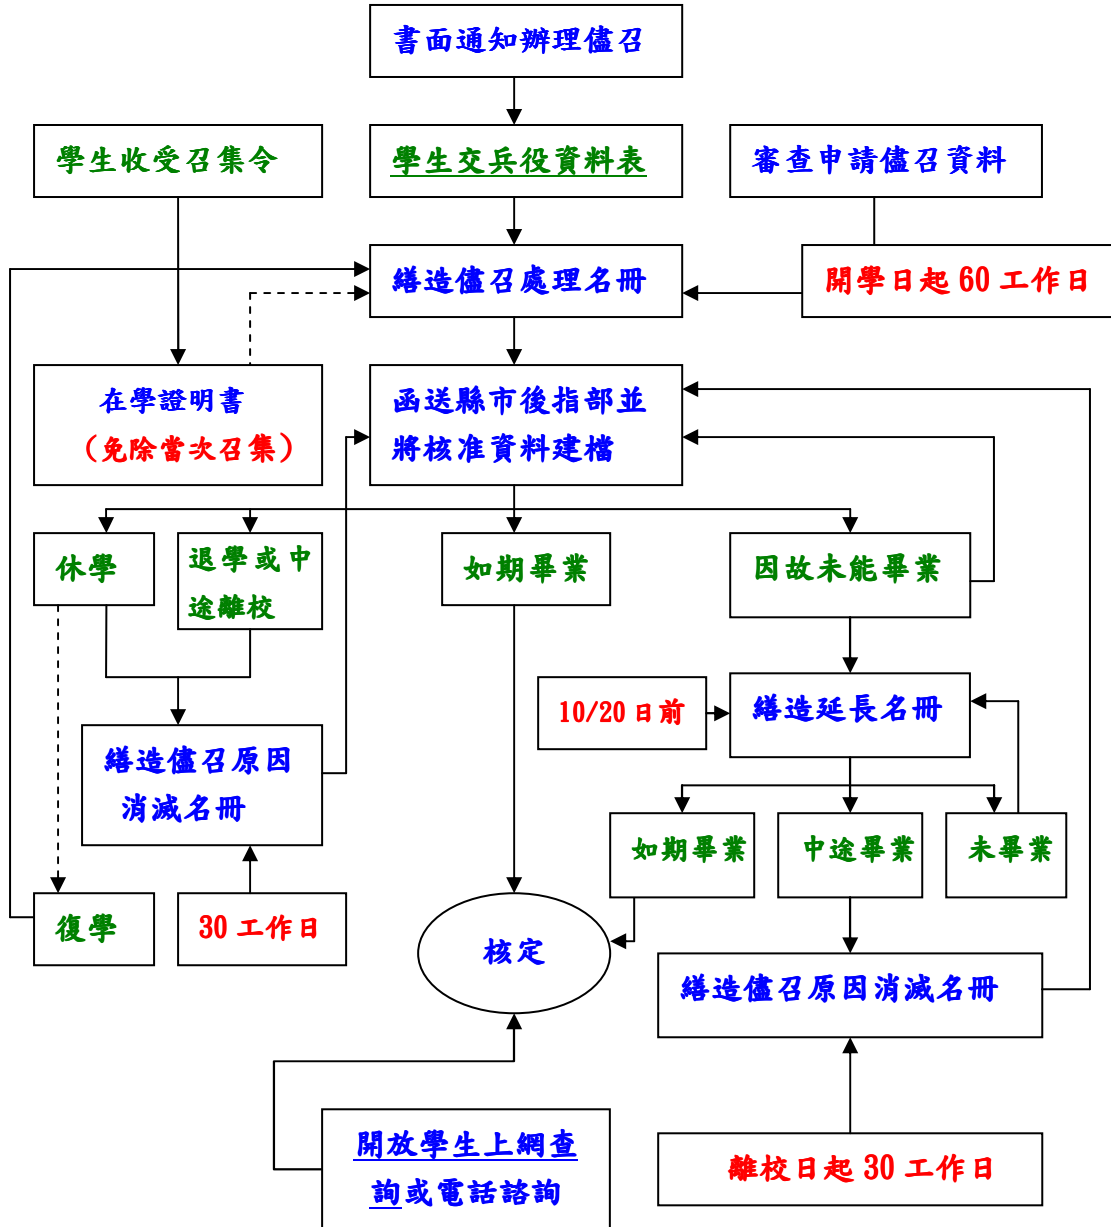 書面通知辦理儘召
學生收受召集令
學生交兵役資料表
審查申請儘召資料
繕造儘召處理名冊
開學日起 60 工作日
在學證明書
（免除當次召集）
函送縣市後指部並
將核准資料建檔
休學
退學或中
途離校
如期畢業
因故未能畢業
10/20 日前
繕造延長名冊
繕造儘召原因
消滅名冊
如期畢業
中途畢業
未畢業
復學
30 工作日
核定
繕造儘召原因消滅名冊
開放學生上網查
詢或電話諮詢
離校日起 30 工作日